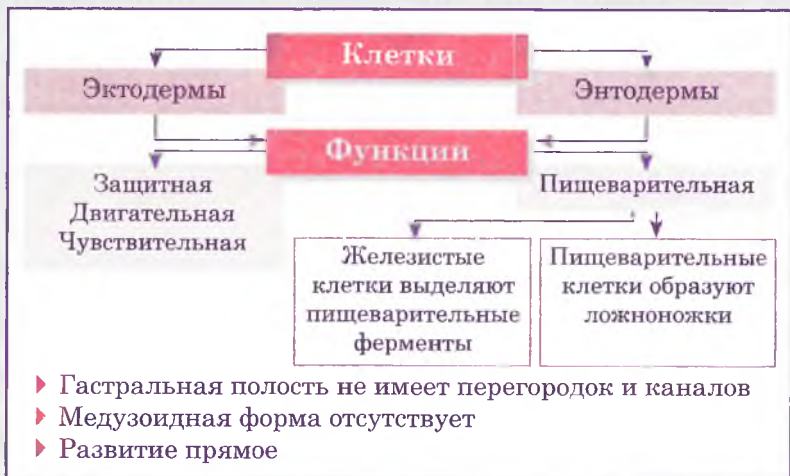 Клетки
Эктодермы
Энтодермы
Функции
Защитная
Двигательная
Чувствительная
Пищеварительная
Железистые
клетки выделяют
пищеварительные
ферменты
Пищеварительные
клетки образуют
ложноножки
Гастральная полость не имеет перегородок и каналов
Медузоидная форма отсутствует
Развитие прямое